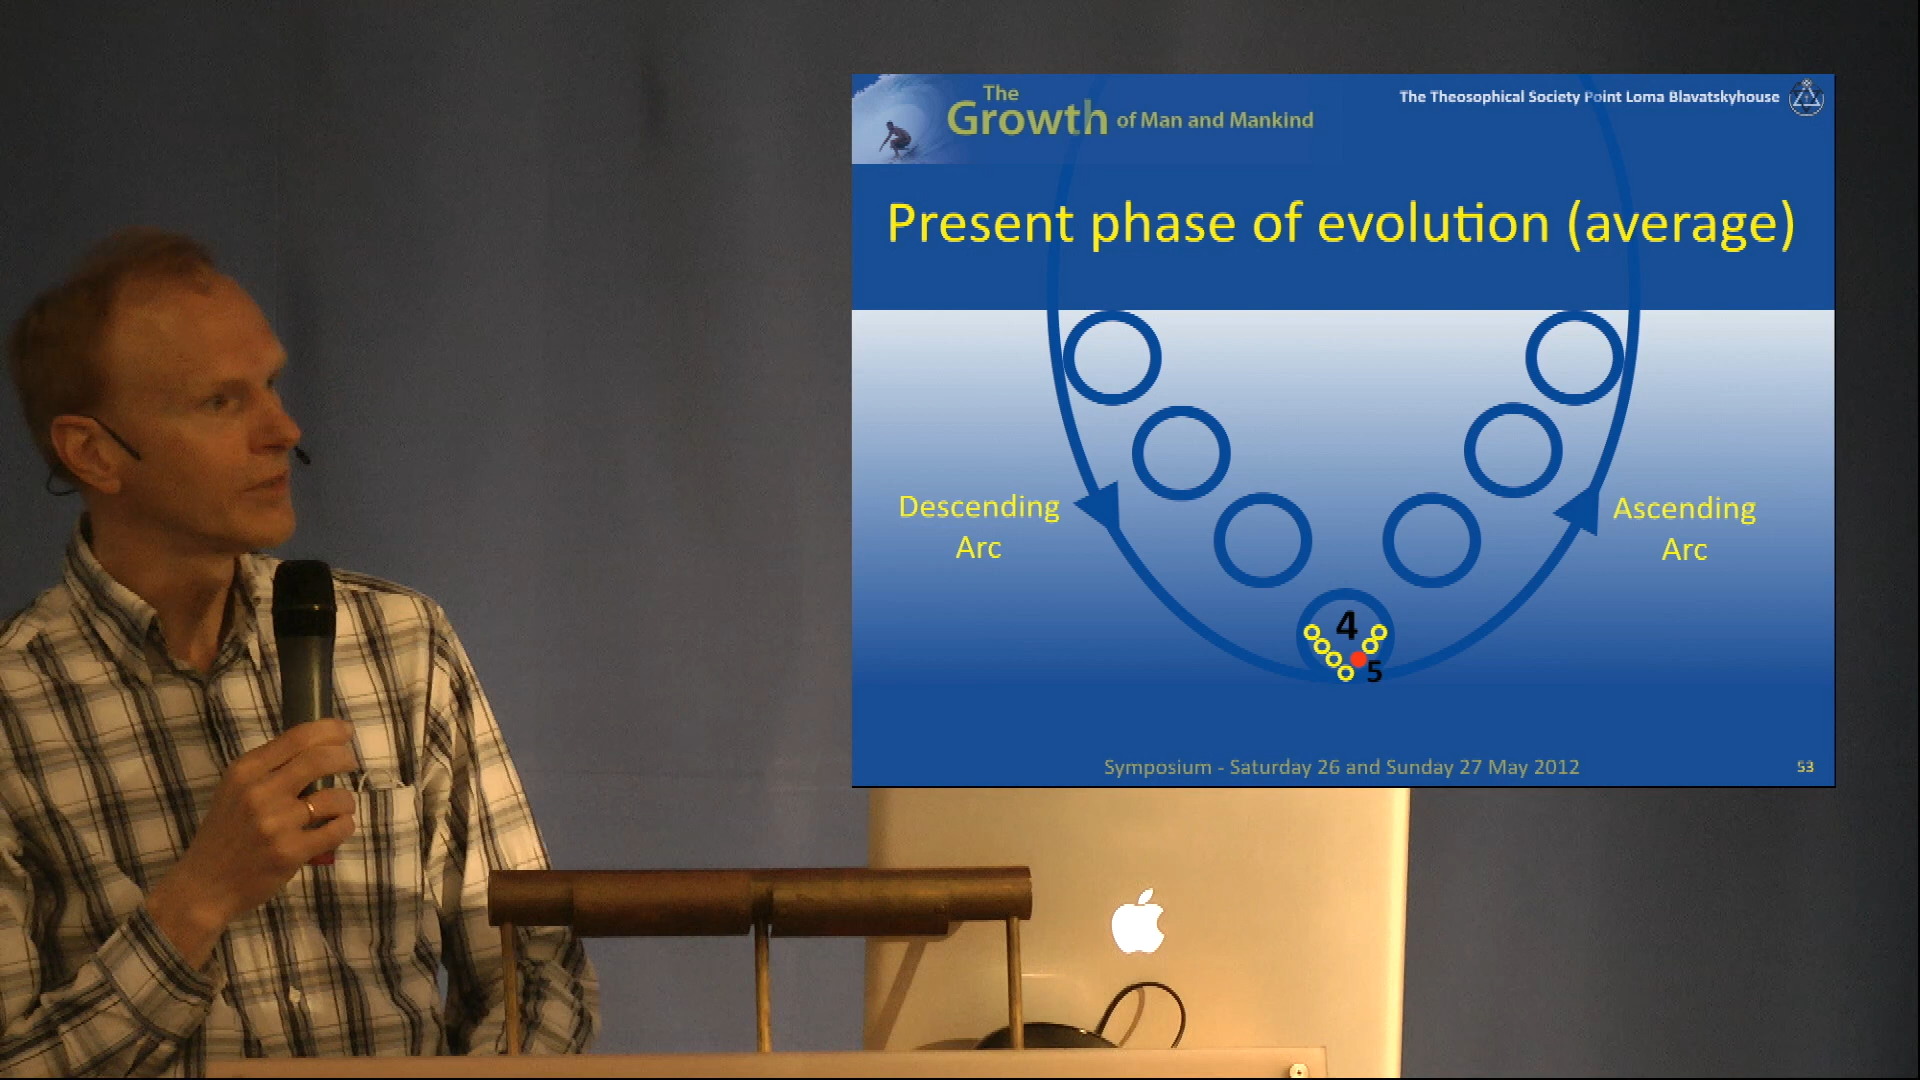 The
Growth of Man and Mankind
The Theosophical Society Point Loma Blavatskyhouse
Present phase of evolution (average)
Descending
Arc
Ascending
Arc
4
5
Symposium - Saturday 26 and Sunday 27 May 2012
53